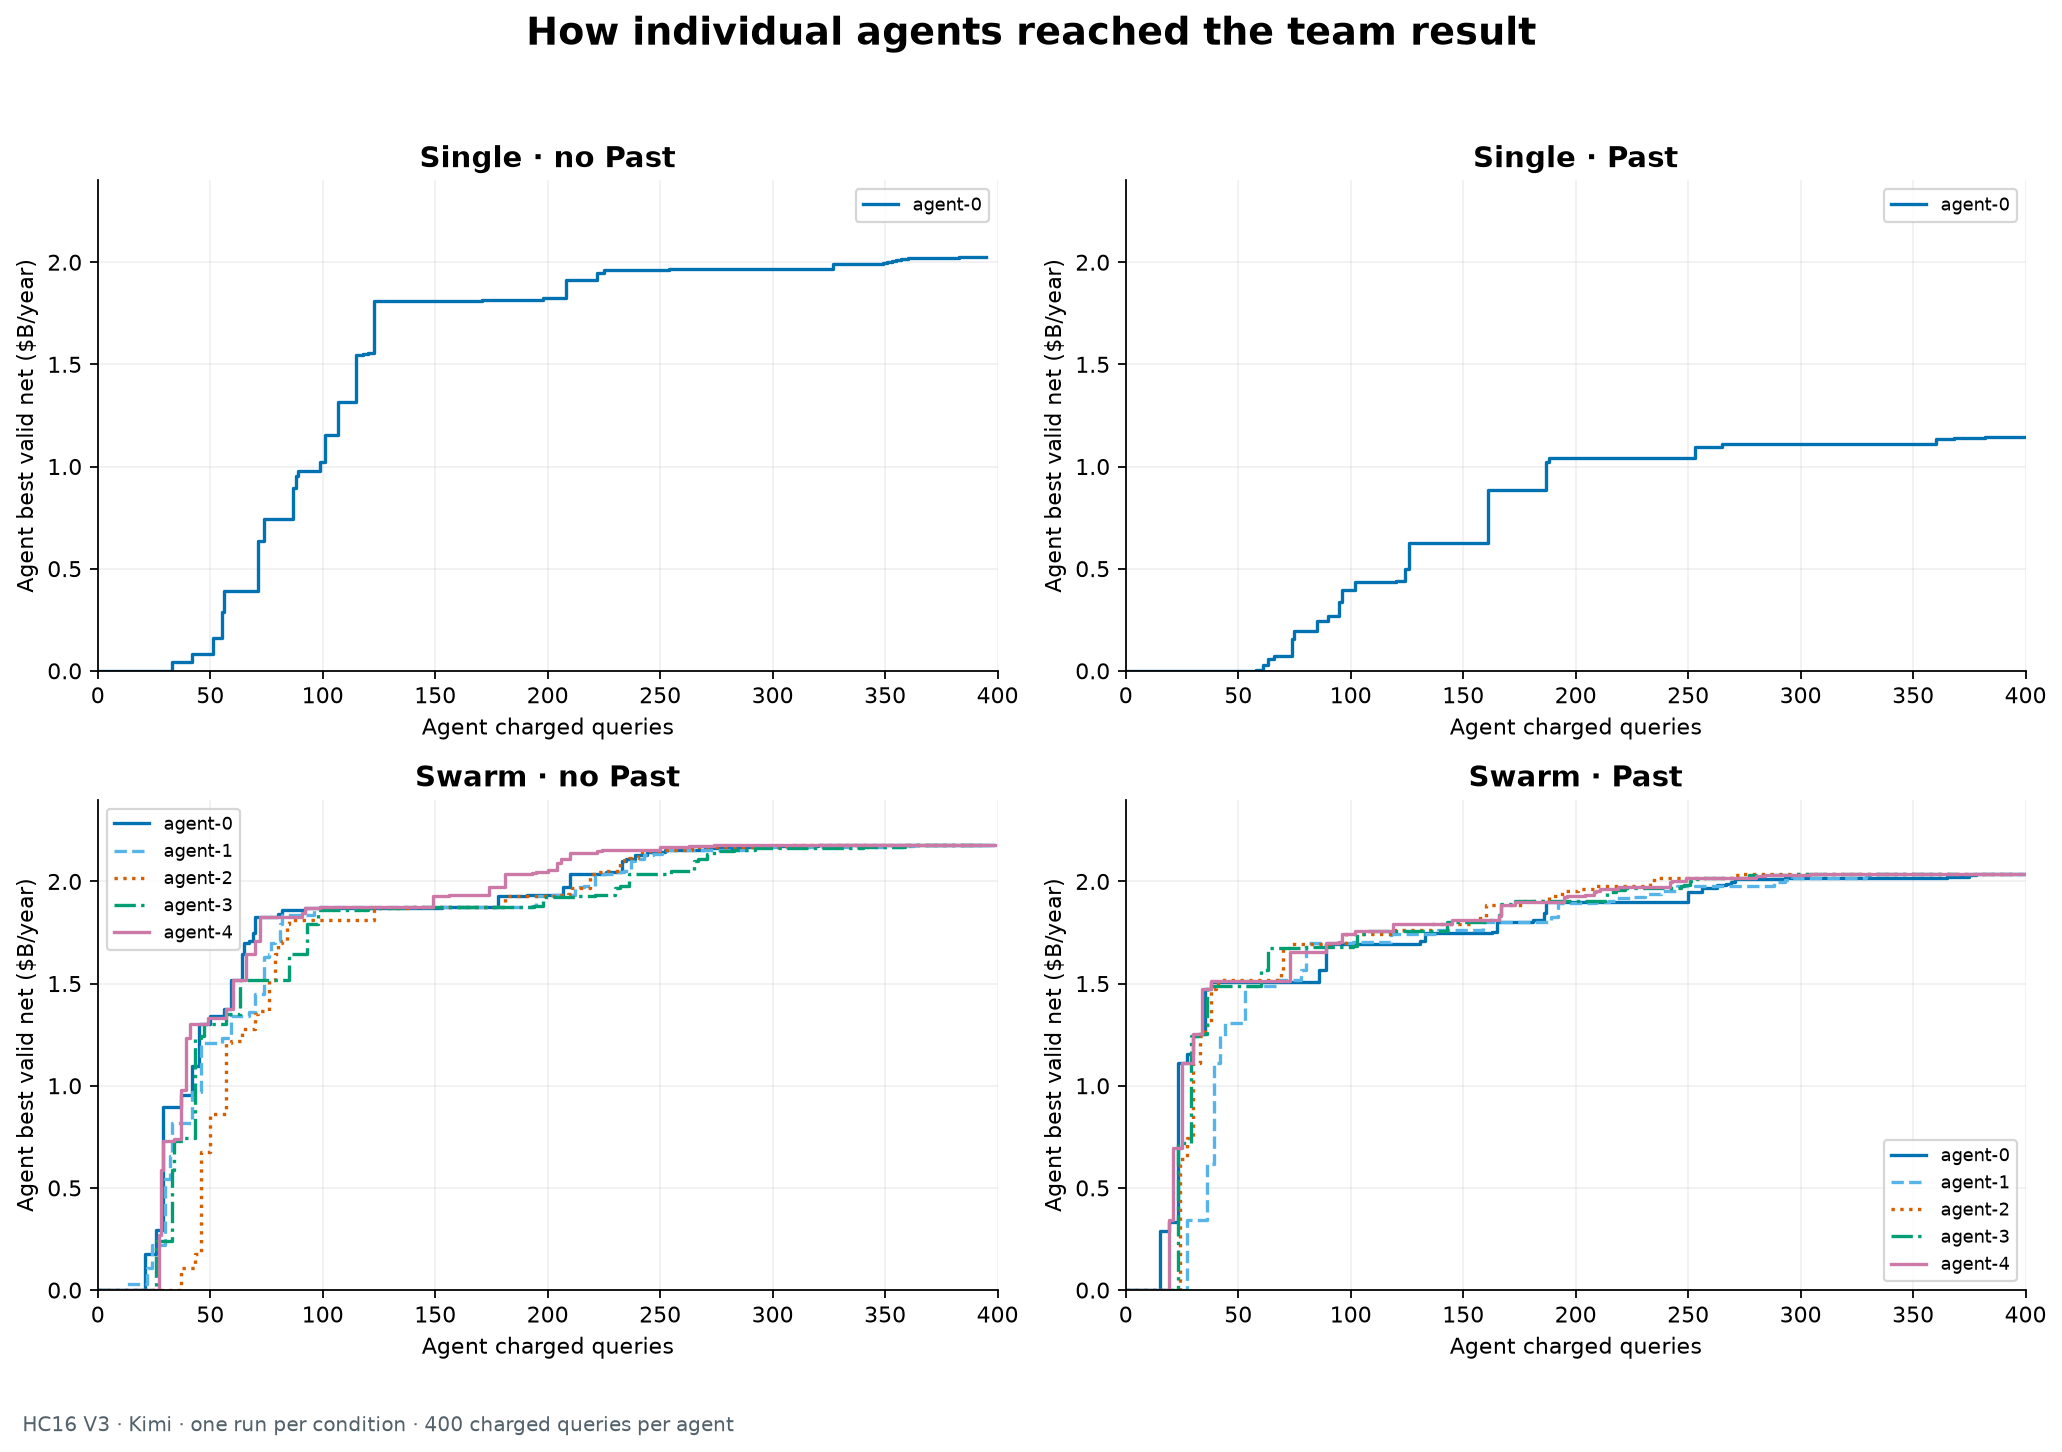 How individual agents reached the team result
Single · no Past
agent-0
Agent best valid net ($B/year)
2.0
1.5
1.0
0.5
0.0
0 50 100 150 200 250 300 350 400
Agent charged queries
Single · Past
agent-0
Agent best valid net ($B/year)
2.0
1.5
1.0
0.5
0.0
0 50 100 150 200 250 300 350 400
Agent charged queries
Swarm · no Past
agent-0
agent-1
agent-2
agent-3
agent-4
Agent best valid net ($B/year)
2.0
1.5
1.0
0.5
0.0
0 50 100 150 200 250 300 350 400
Agent charged queries
Swarm · Past
agent-0
agent-1
agent-2
agent-3
agent-4
Agent best valid net ($B/year)
2.0
1.5
1.0
0.5
0.0
0 50 100 150 200 250 300 350 400
Agent charged queries
HC16 V3 · Kimi · one run per condition · 400 charged queries per agent